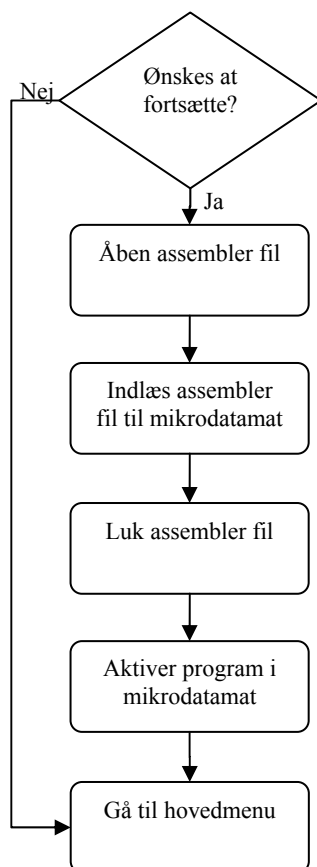 Ønskes at
fortsætte?
Nej
Ja
Åben assembler fil
Indlæs assembler
fil til mikrodatamat
Luk assembler fil
Aktiver program i
mikrodatamat
Gå til hovedmenu